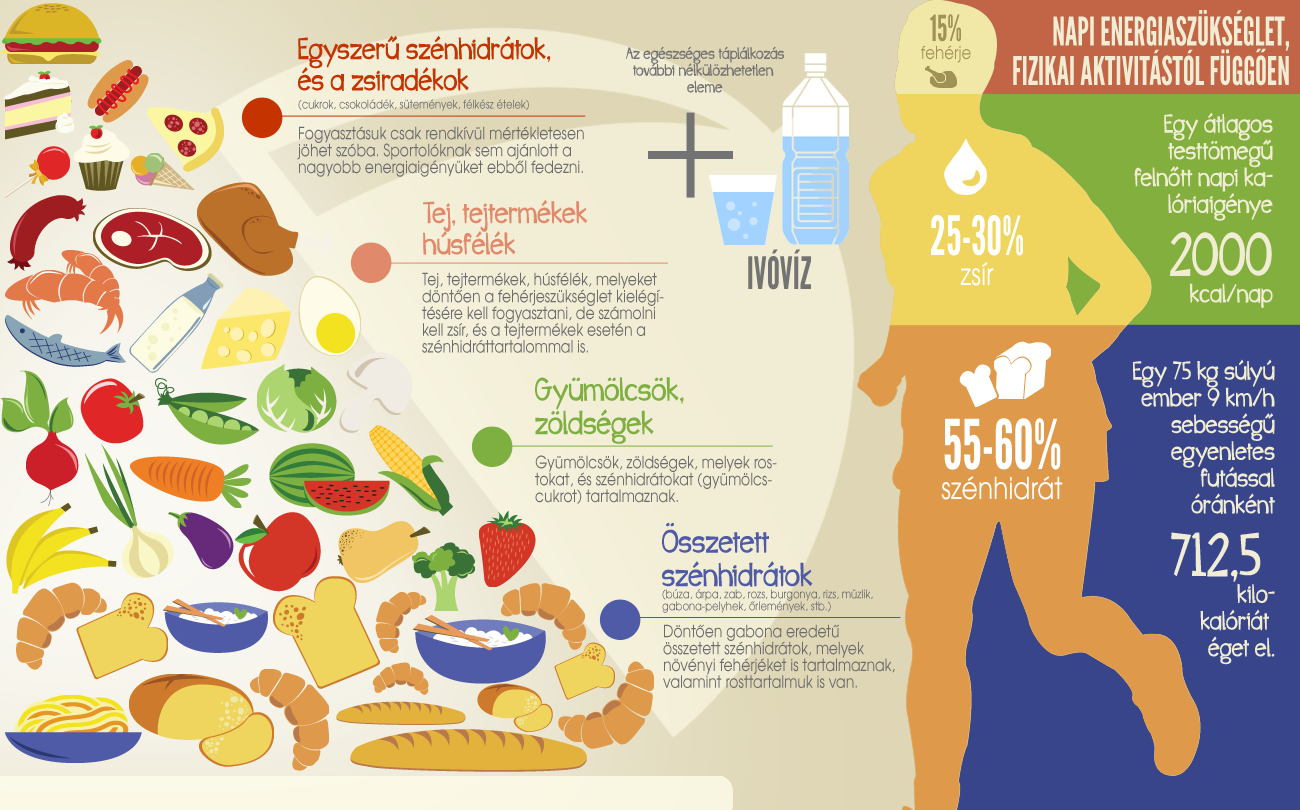 Egyszerű szénhidrátok,
és a zsiradékok
(cukrok, csokoládék, sütemények, félkész ételek)
Fogyasztásuk csak rendkívül mértékletesen
jöhet szóba. Sportolóknak sem ajánlott a
nagyobb energiaigényüket ebből fedezni.
Az egészséges táplálkozás
további nélkülözhetetlen
eleme
IVÓVÍZ
Tej, tejtermékek
húsfélék
Tej, tejtermékek, húsfélék, melyeket
döntően a fehérjeszükséglet kielégí-
tésére kell fogyasztani, de számolni
kell zsír, és a tejtermékek esetén a
szénhidráttartalommal is.
Gyümölcsök,
zöldségek
Gyümölcsök, zöldségek, melyek ros-
tokat, és szénhidrátokat (gyümölcs-
cukrot) tartalmaznak.
Összetett
szénhidrátok
(búza, árpa, zab, rozs, burgonya, rizs, müzlik,
gabona-pelyhek, őrlemények, stb.)
Döntően gabona eredetű
összetett szénhidrátok, melyek
növényi fehérjéket is tartalmaznak,
valamint rosttartalmuk is van.
15%
fehérje
25-30%
zsír
55-60%
szénhidrát
NAPI ENERGIASZÜKSÉGLET,
FIZIKAI AKTIVITÁSTÓL FÜGGŐEN
Egy átlagos
testtömegű
felnőtt napi ka-
lóriaigénye
2000
kcal/nap
Egy 75 kg súlyú
ember 9 km/h
sebességű
egyenletes
futással
óránként
712,5
kilo-
kalóriát
éget el.